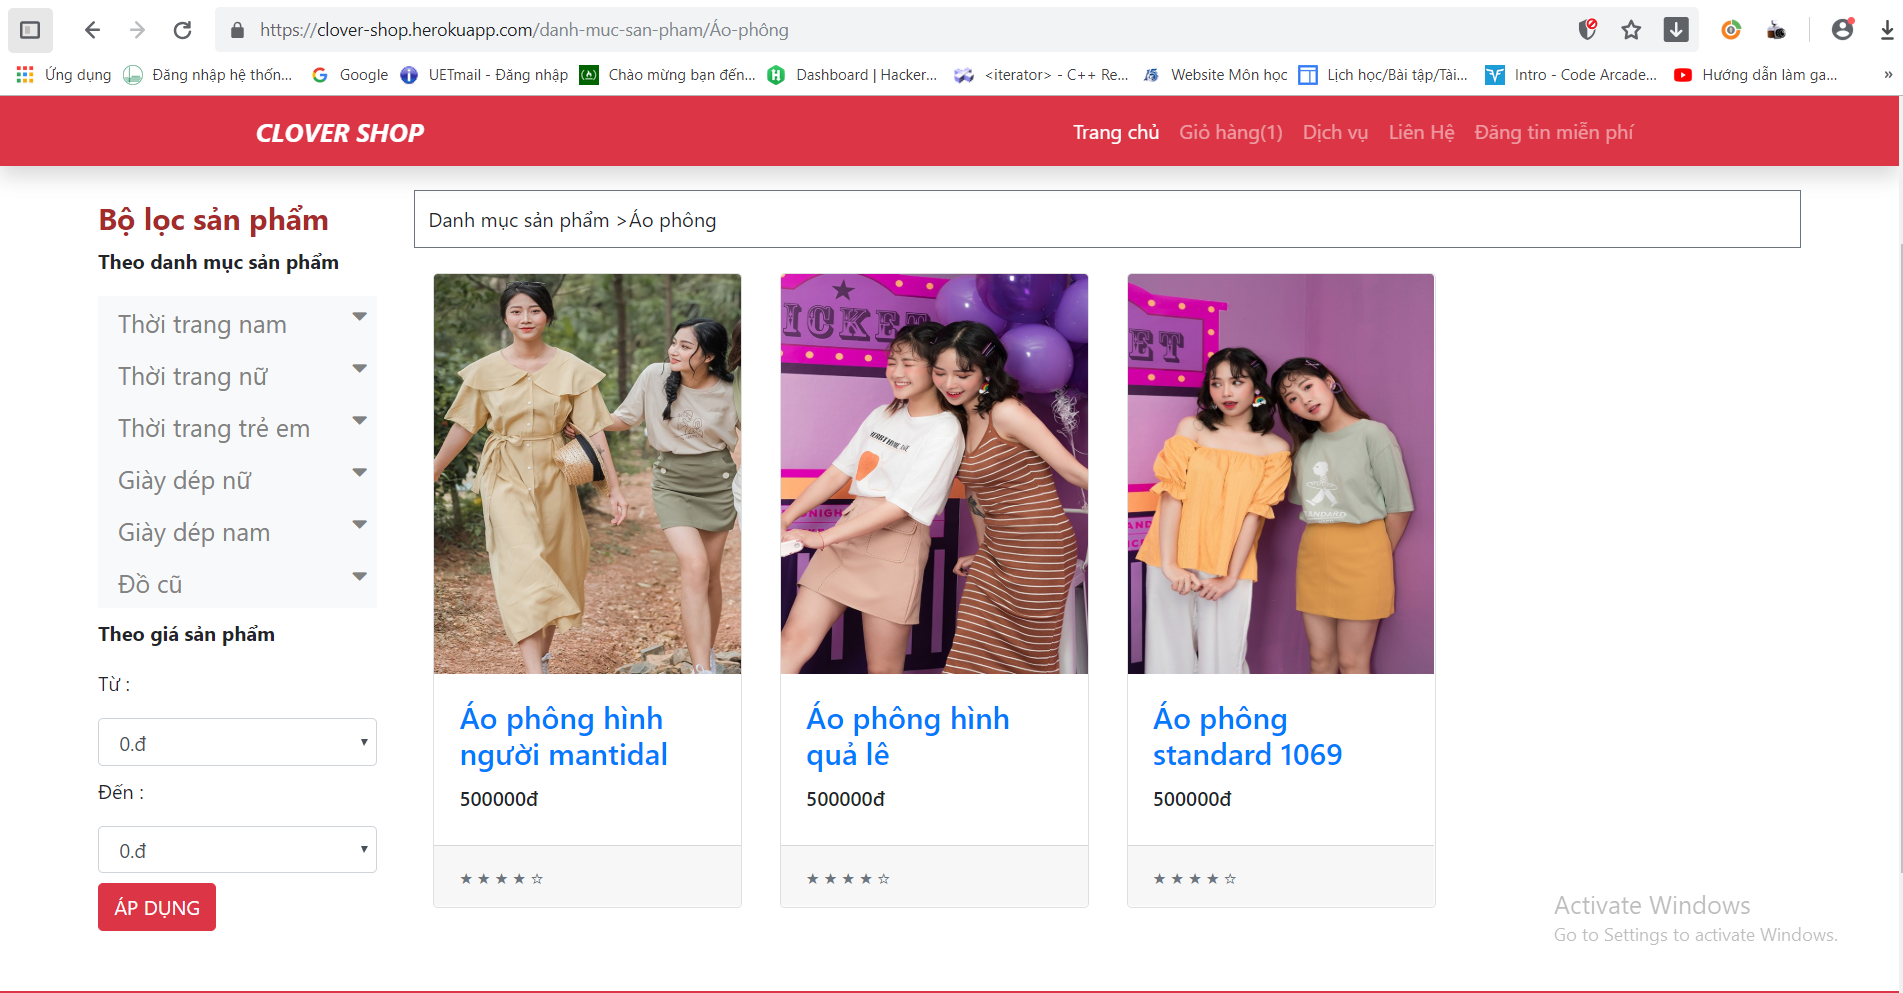 https://clover-shop.herokuapp.com/danh-muc-san-pham/Áo-phông
Ứng dụng
Đăng nhập hệ thốn...
Google
UETmail - Đăng nhập
Chào mừng bạn đến...
Dashboard | Hacker...
<iterator> - C++ Re...
Website Môn học
Lịch học/Bài tập/Tài...
Intro - Code Arcade...
Hướng dẫn làm ga...
»
CLOVER SHOP
Trang chủ
Giỏ hàng(1)
Dịch vụ
Liên Hệ
Đăng tin miễn phí
Bộ lọc sản phẩm
Theo danh mục sản phẩm
Thời trang nam
Thời trang nữ
Thời trang trẻ em
Giày dép nữ
Giày dép nam
Đồ cũ
Theo giá sản phẩm
Từ :
0.đ
Đến :
0.đ
ÁP DỤNG
Danh mục sản phẩm >Áo phông
ICKET
ET
STANDARD
Áo phông hình
người mantidal
500000đ
★ ★ ★ ★ ☆
Áo phông hình
quả lê
500000đ
★ ★ ★ ★ ☆
Áo phông
standard 1069
500000đ
★ ★ ★ ★ ☆
Activate Windows
Go to Settings to activate Windows.